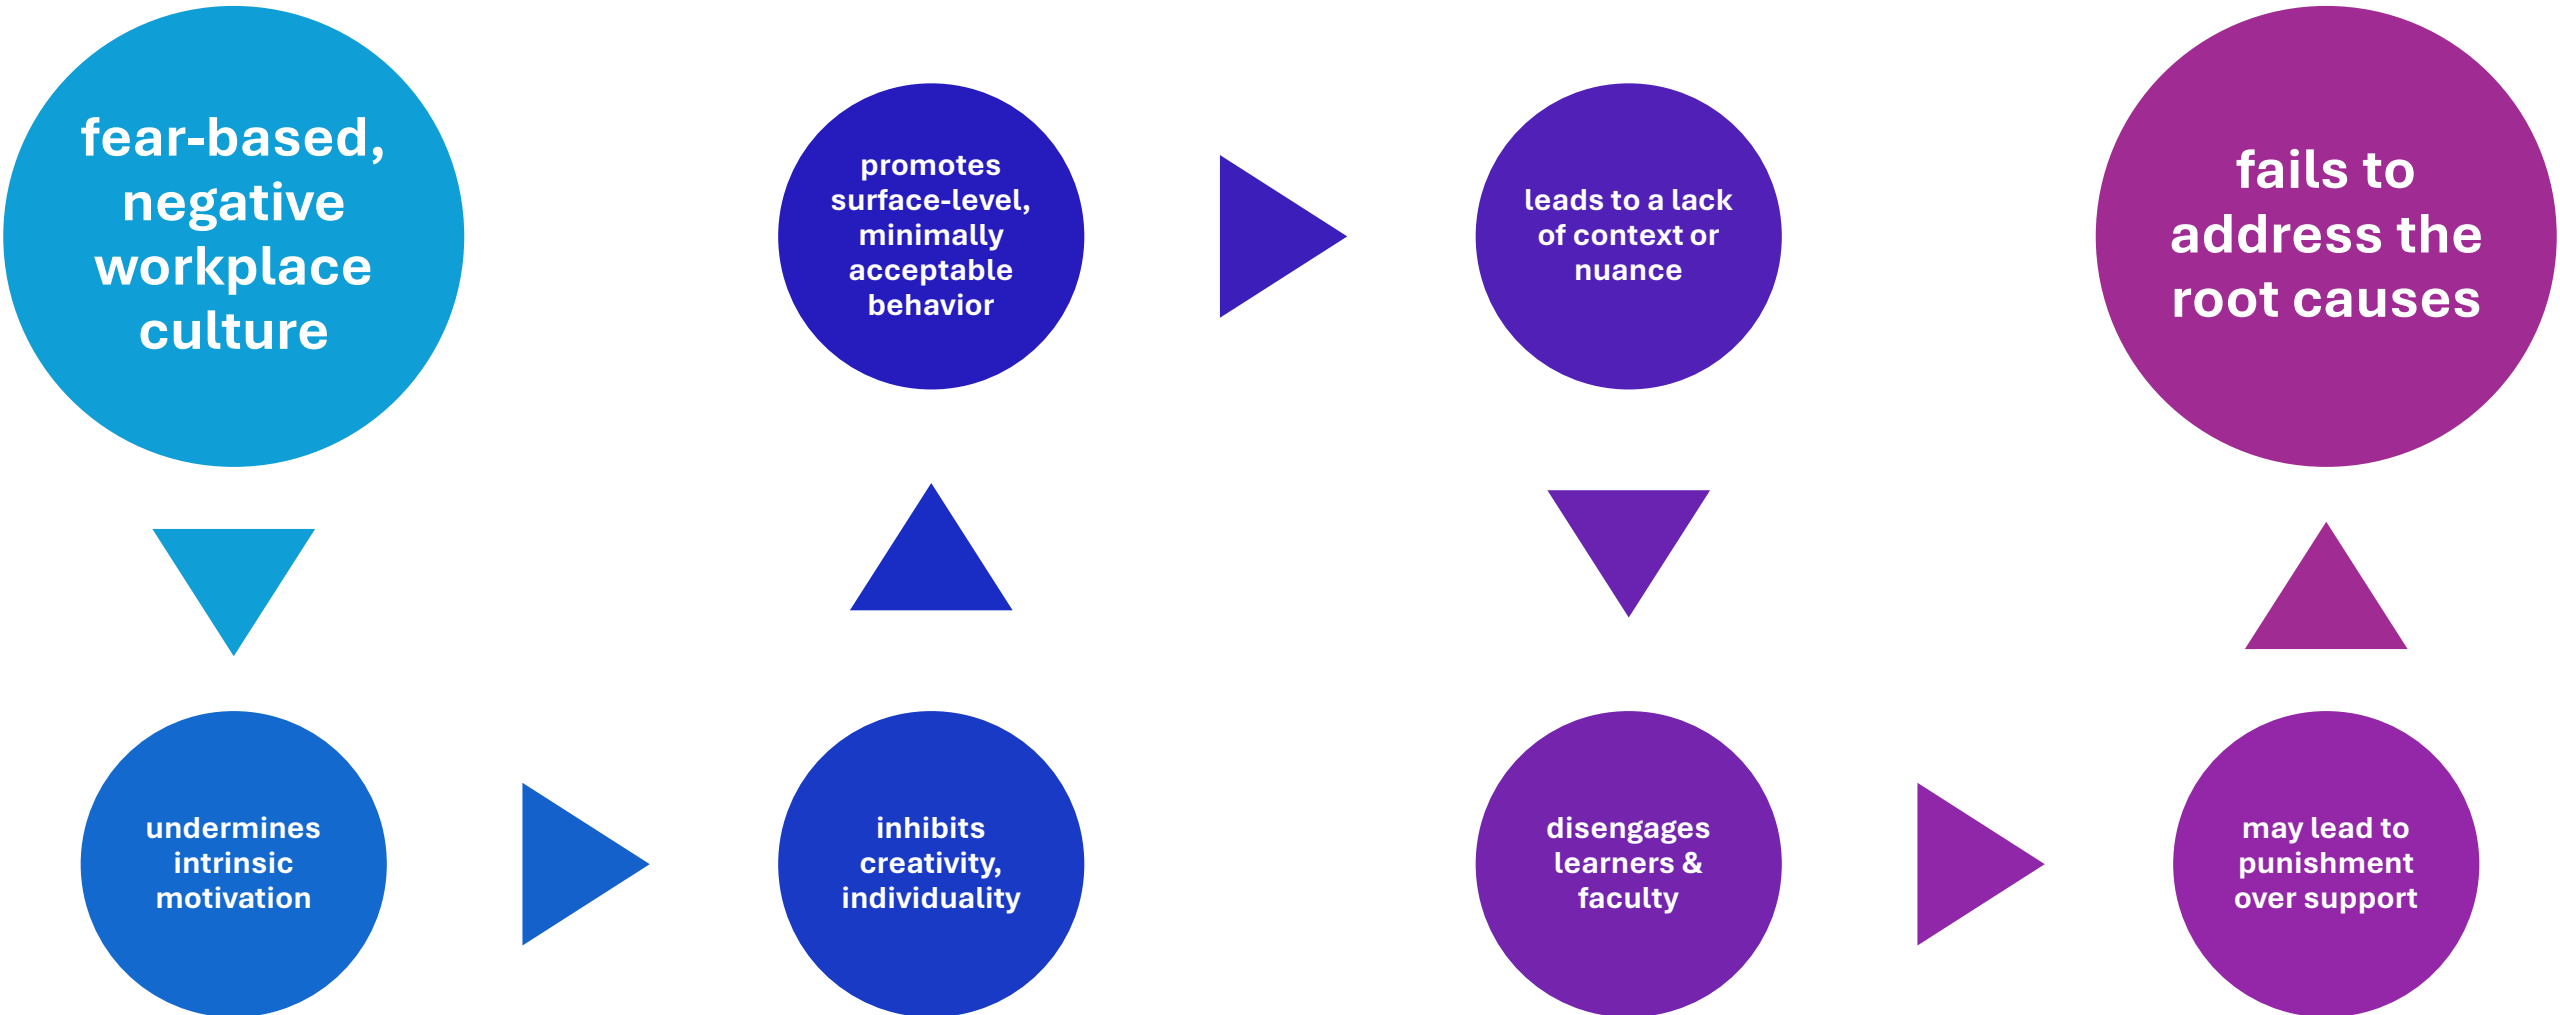 fear-based,
negative
workplace
culture
undermines
intrinsic
motivation
inhibits
creativity,
individuality
promotes
surface-level,
minimally
acceptable
behavior
leads to a lack
of context or
nuance
disengages
learners &
faculty
may lead to
punishment
over support
fails to
address the
root causes